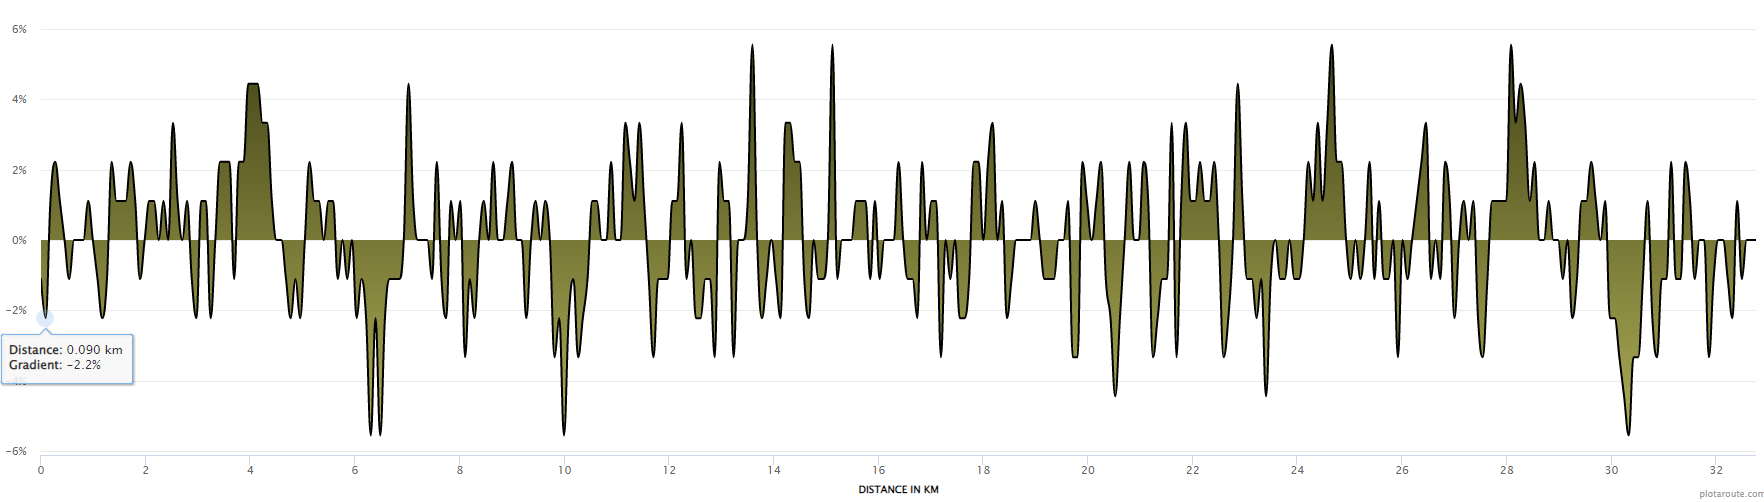 6%
4%
2%
0%
−2%
−4%
−6%
Distance: 0.090 km
Gradient: −2.2%
0 2 4 6 8 10 12 14 16 18 20 22 24 26 28 30 32
DISTANCE IN KM
plotaroute.com